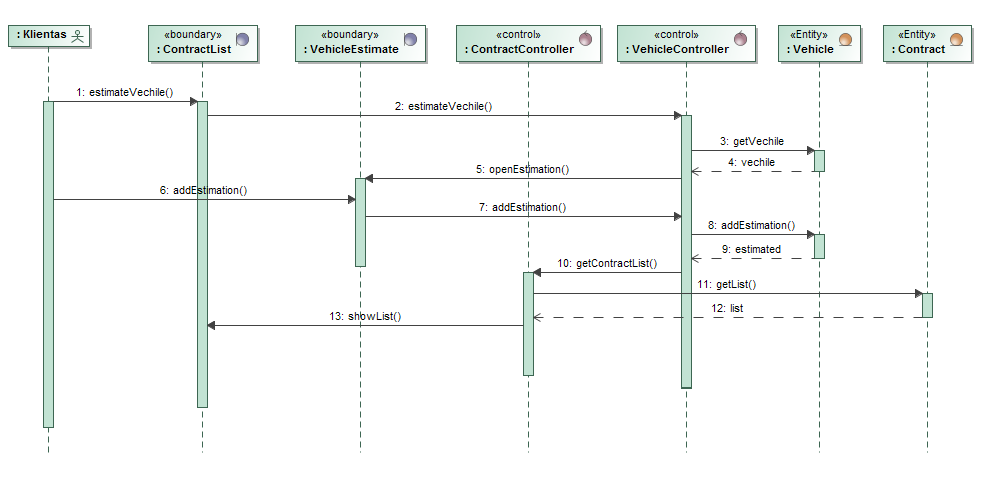 : Klientas
«boundary»
: ContractList
«boundary»
: VehicleEstimate
«control»
: ContractController
«control»
: VehicleController
«Entity»
: Vehicle
«Entity»
: Contract
1: estimateVechile()
2: estimateVechile()
3: getVechile
4: vechile
5: openEstimation()
6: addEstimation()
7: addEstimation()
8: addEstimation()
9: estimated
10: getContractList()
11: getList()
12: list
13: showList()